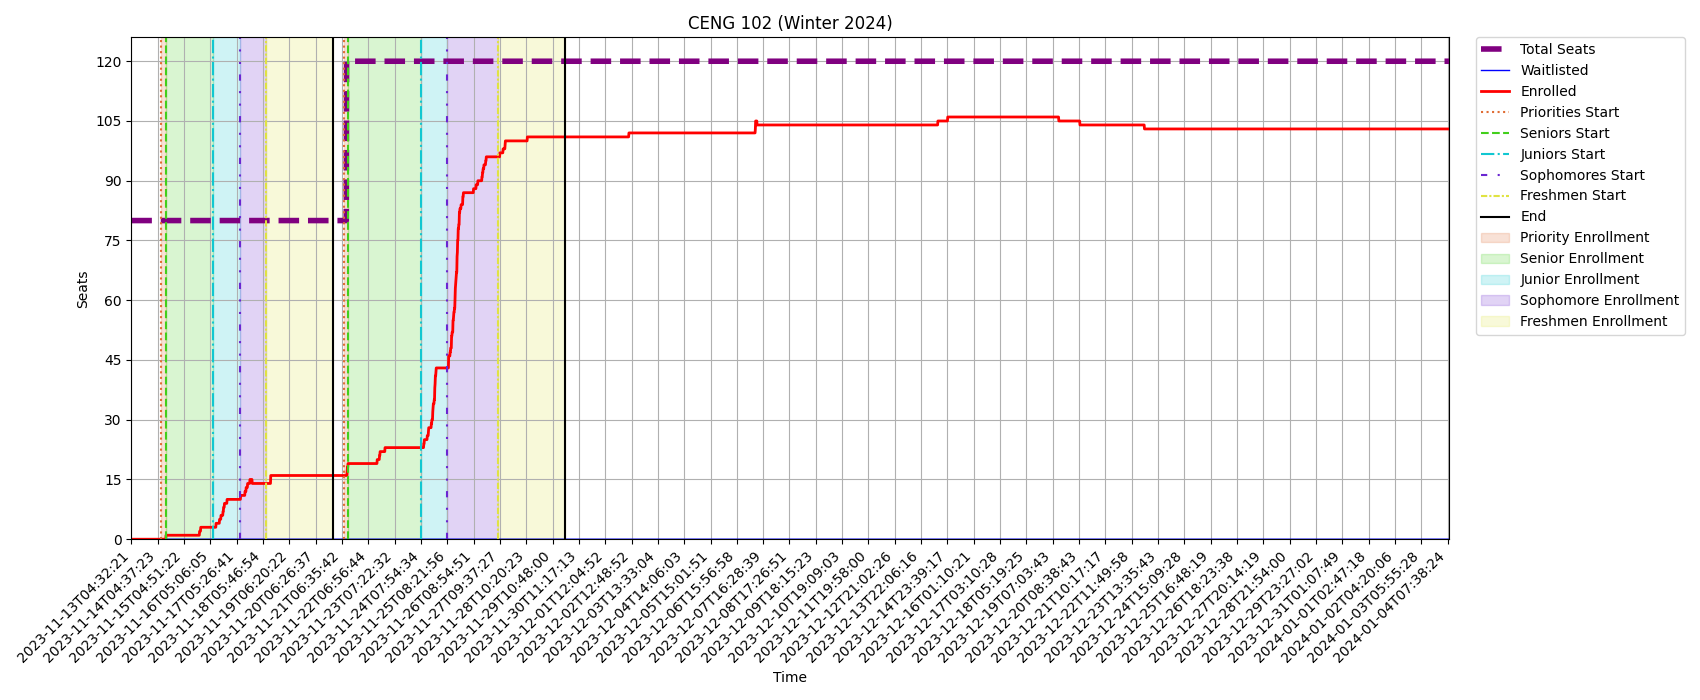 CENG 102 (Winter 2024)
Seats
120
105
90
75
60
45
30
15
0
2023-11-13T04:32:21
2023-11-14T04:37:23
2023-11-15T04:51:22
2023-11-16T05:06:05
2023-11-17T05:26:41
2023-11-18T05:46:54
2023-11-19T06:20:22
2023-11-20T06:26:37
2023-11-21T06:35:42
2023-11-22T06:56:44
2023-11-23T07:22:32
2023-11-24T07:54:34
2023-11-25T08:21:56
2023-11-26T08:54:51
2023-11-27T09:37:27
2023-11-28T10:20:23
2023-11-29T10:48:00
2023-11-30T11:17:13
2023-12-01T12:04:52
2023-12-02T12:48:52
2023-12-03T13:33:04
2023-12-04T14:06:03
2023-12-05T15:01:51
2023-12-06T15:56:58
2023-12-07T16:28:39
2023-12-08T17:26:51
2023-12-09T18:15:23
2023-12-10T19:09:03
2023-12-11T19:58:00
2023-12-12T21:02:26
2023-12-13T22:06:16
2023-12-14T23:39:17
2023-12-16T01:10:21
2023-12-17T03:10:28
2023-12-18T05:19:25
2023-12-19T07:03:43
2023-12-20T08:38:43
2023-12-21T10:17:17
2023-12-22T11:49:58
2023-12-23T13:35:43
2023-12-24T15:09:28
2023-12-25T16:48:19
2023-12-26T18:23:38
2023-12-27T20:14:19
2023-12-28T21:54:00
2023-12-29T23:27:02
2023-12-31T01:07:49
2024-01-01T02:47:18
2024-01-02T04:20:06
2024-01-03T05:55:28
2024-01-04T07:38:24
Time
Total Seats
Waitlisted
Enrolled
Priorities Start
Seniors Start
Juniors Start
Sophomores Start
Freshmen Start
End
Priority Enrollment
Senior Enrollment
Junior Enrollment
Sophomore Enrollment
Freshmen Enrollment